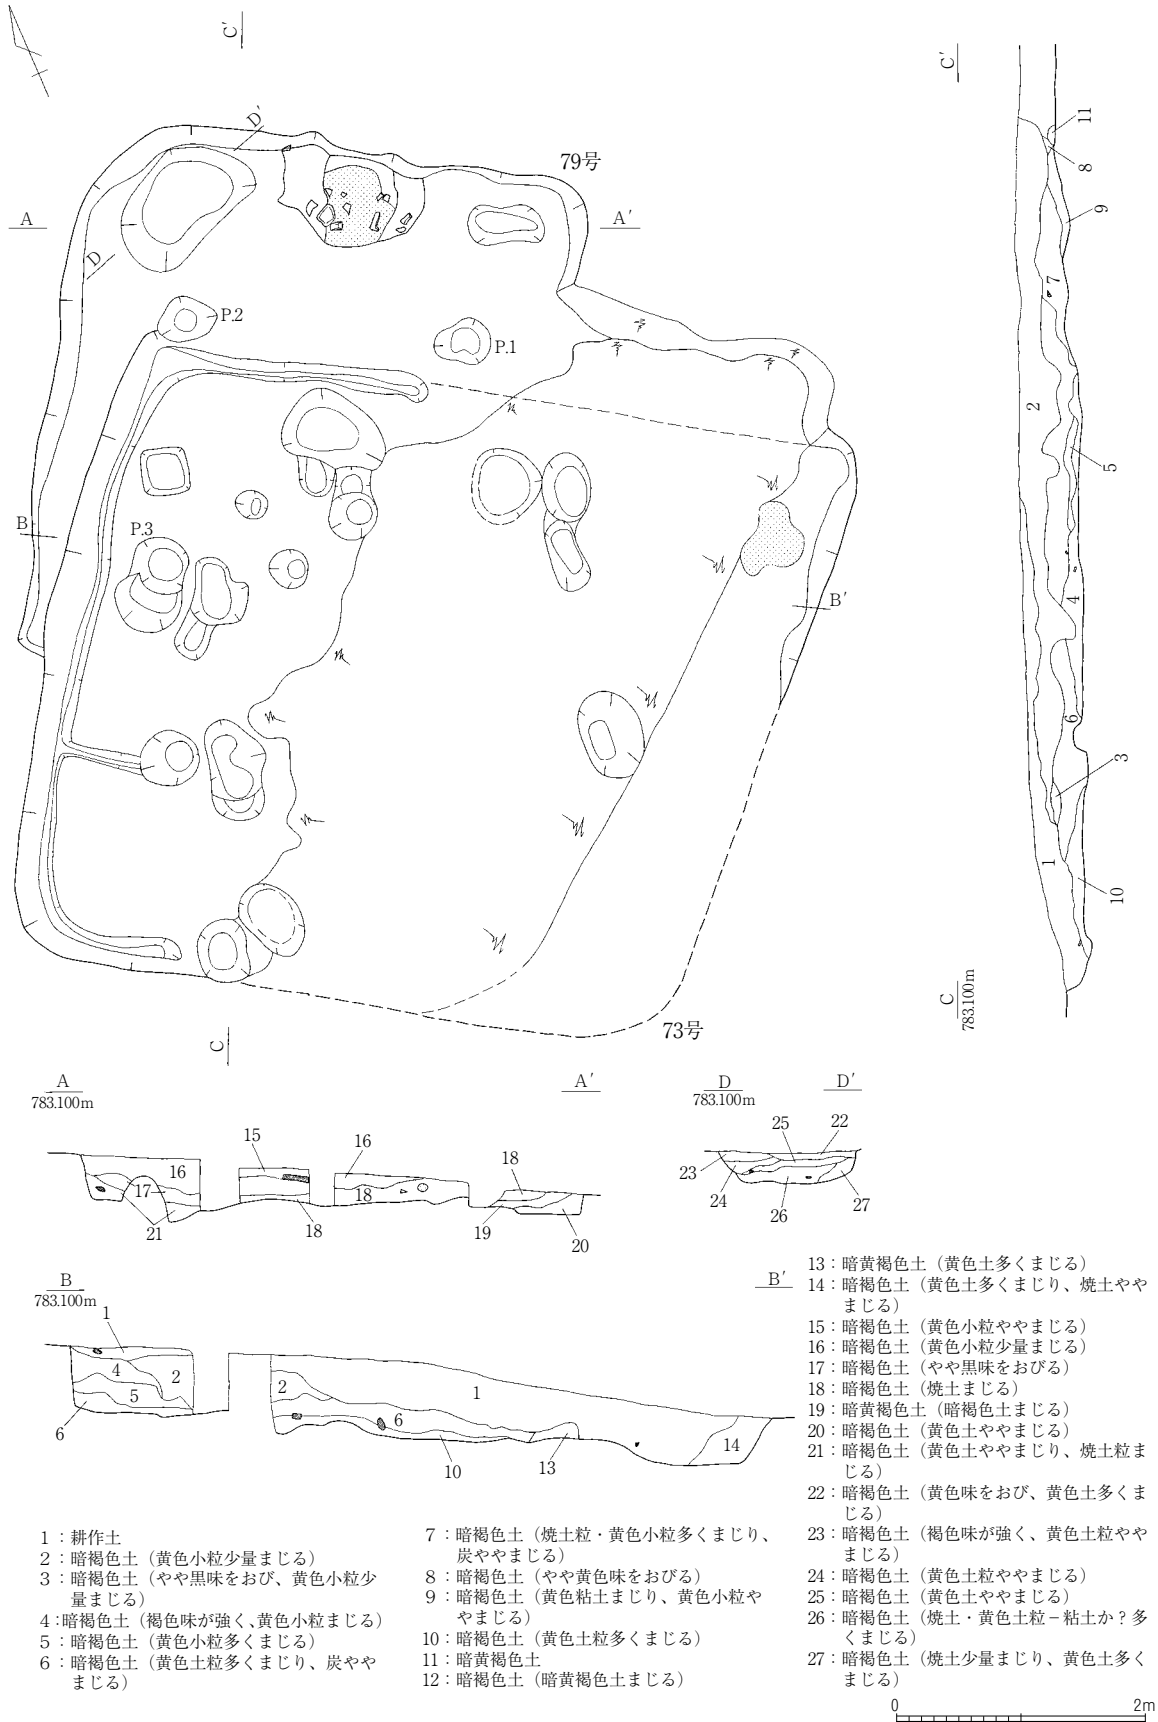 C′
C′
D′
79号
11
8
A
A′
9
D
7
P.2
P.1
2
5
B
P.3
4
B′
6
3
1
10
C
783.100m
73号
C
A
783.100m
A′
D
783.100m
D′
25
22
15
16
16
18
23
17
18
24
21
18
19
20
26
27
B
783.100m
B′
1
4
2
5
6
2
1
6
10
13
14
1：耕作土
2：暗褐色土（黄色小粒少量まじる）
3：暗褐色土（やや黒味をおび、黄色小粒少
量まじる）
4：暗褐色土（褐色味が強く、黄色小粒まじる）
5：暗褐色土（黄色小粒多くまじる）
6：暗褐色土（黄色土粒多くまじり、炭やや
まじる）
7：暗褐色土（焼土粒・黄色小粒多くまじり、
炭ややまじる）
8：暗褐色土（やや黄色味をおびる）
9：暗褐色土（黄色粘土まじり、黄色小粒や
やまじる）
10：暗褐色土（黄色土粒多くまじる）
11：暗黄褐色土
12：暗褐色土（暗黄褐色土まじる）
13：暗黄褐色土（黄色土多くまじる）
14：暗褐色土（黄色土多くまじり、焼土やや
まじる）
15：暗褐色土（黄色小粒ややまじる）
16：暗褐色土（黄色小粒少量まじる）
17：暗褐色土（やや黒味をおびる）
18：暗褐色土（焼土まじる）
19：暗黄褐色土（暗褐色土まじる）
20：暗褐色土（黄色土ややまじる）
21：暗褐色土（黄色土ややまじり、焼土粒ま
じる）
22：暗褐色土（黄色味をおび、黄色土多くま
じる）
23：暗褐色土（褐色味が強く、黄色土粒やや
まじる）
24：暗褐色土（黄色土粒ややまじる）
25：暗褐色土（黄色土ややまじる）
26：暗褐色土（焼土・黄色土粒－粘土か？多
くまじる）
27：暗褐色土（焼土少量まじり、黄色土多く
まじる）
0
2m